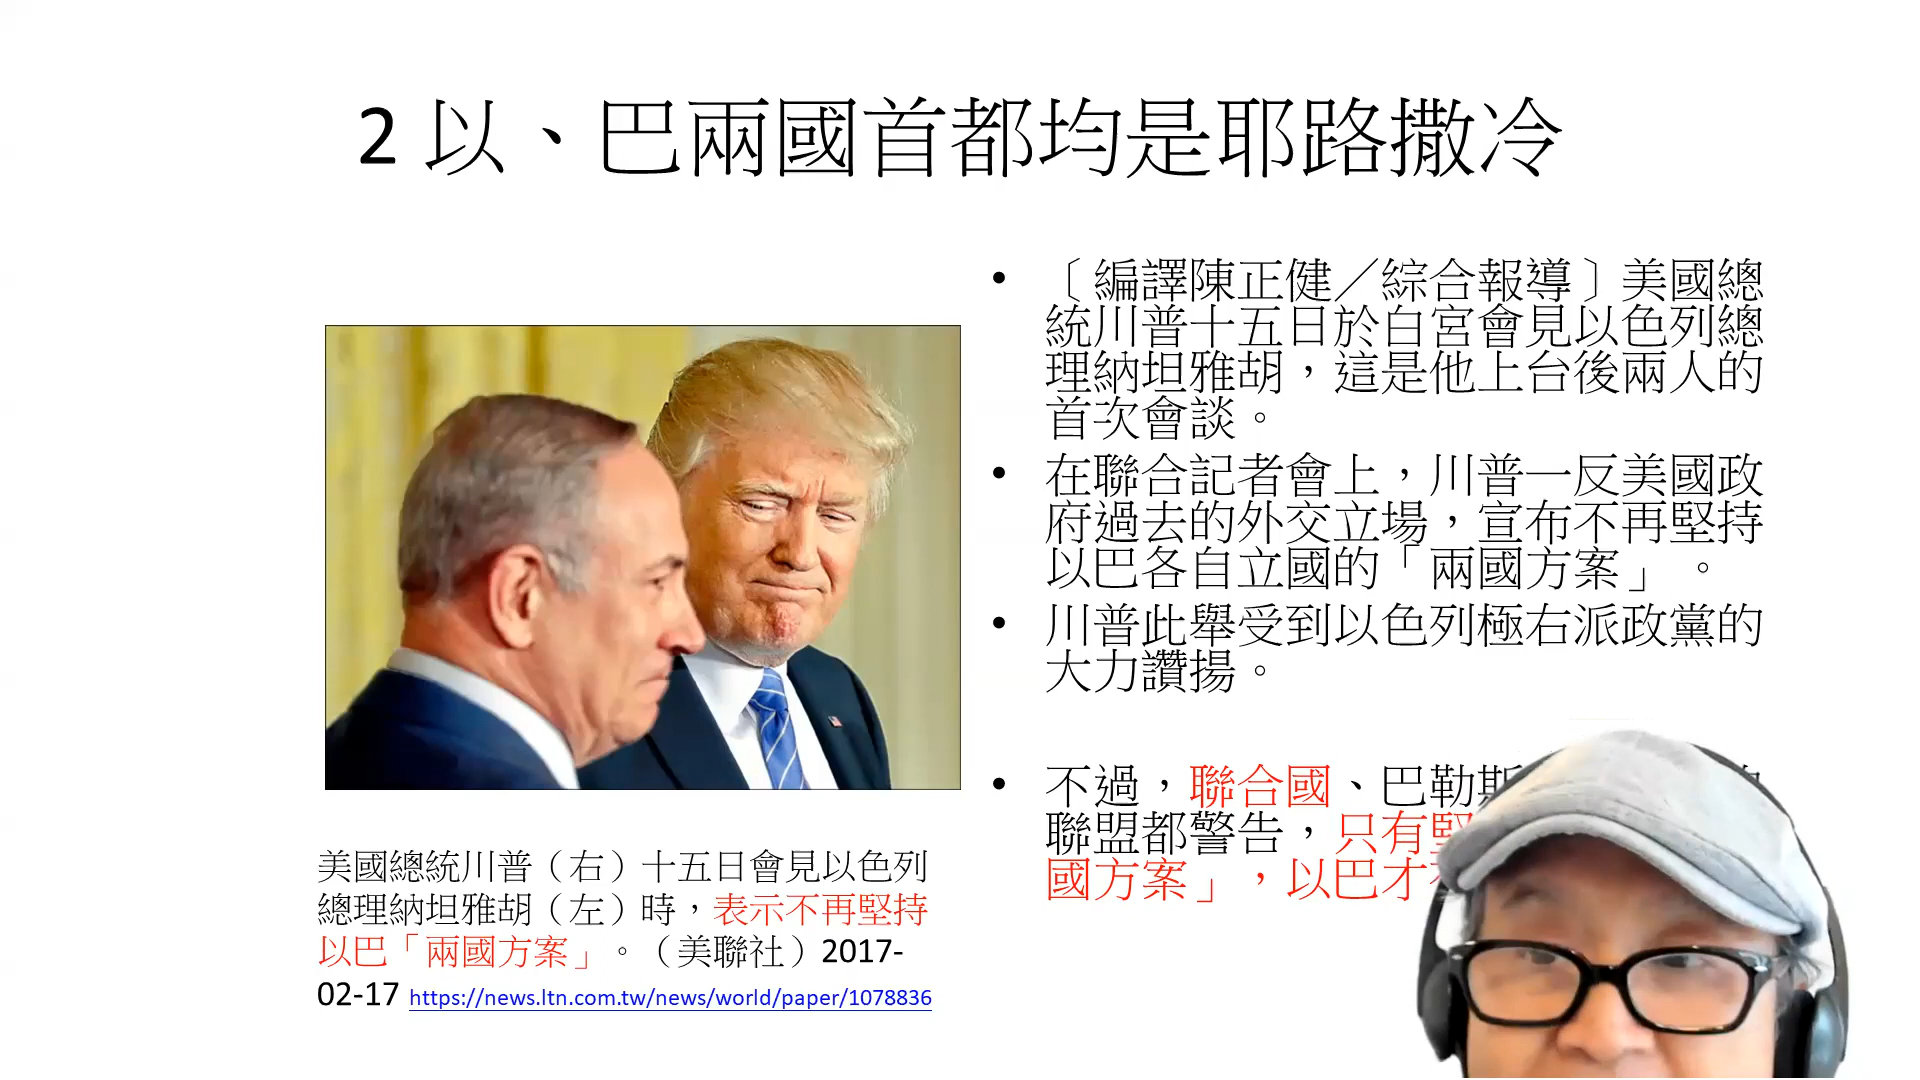 2 以、巴兩國首都均是耶路撒冷
• 〔編譯陳正健／綜合報導〕美國總
統川普十五日於白宮會見以色列總
理納坦雅胡，這是他上台後兩人的
首次會談。
• 在聯合記者會上，川普一反美國政
府過去的外交立場，宣布不再堅持
以巴各自立國的「兩國方案」 。
• 川普此舉受到以色列極右派政黨的
大力讚揚。
• 不過，聯合國、巴勒斯
聯盟都警告，只有堅
國方案」，以巴才
美國總統川普（右）十五日會見以色列
總理納坦雅胡（左）時，表示不再堅持
以巴「兩國方案」。（美聯社）2017-
02-17 https://news.ltn.com.tw/news/world/paper/1078836